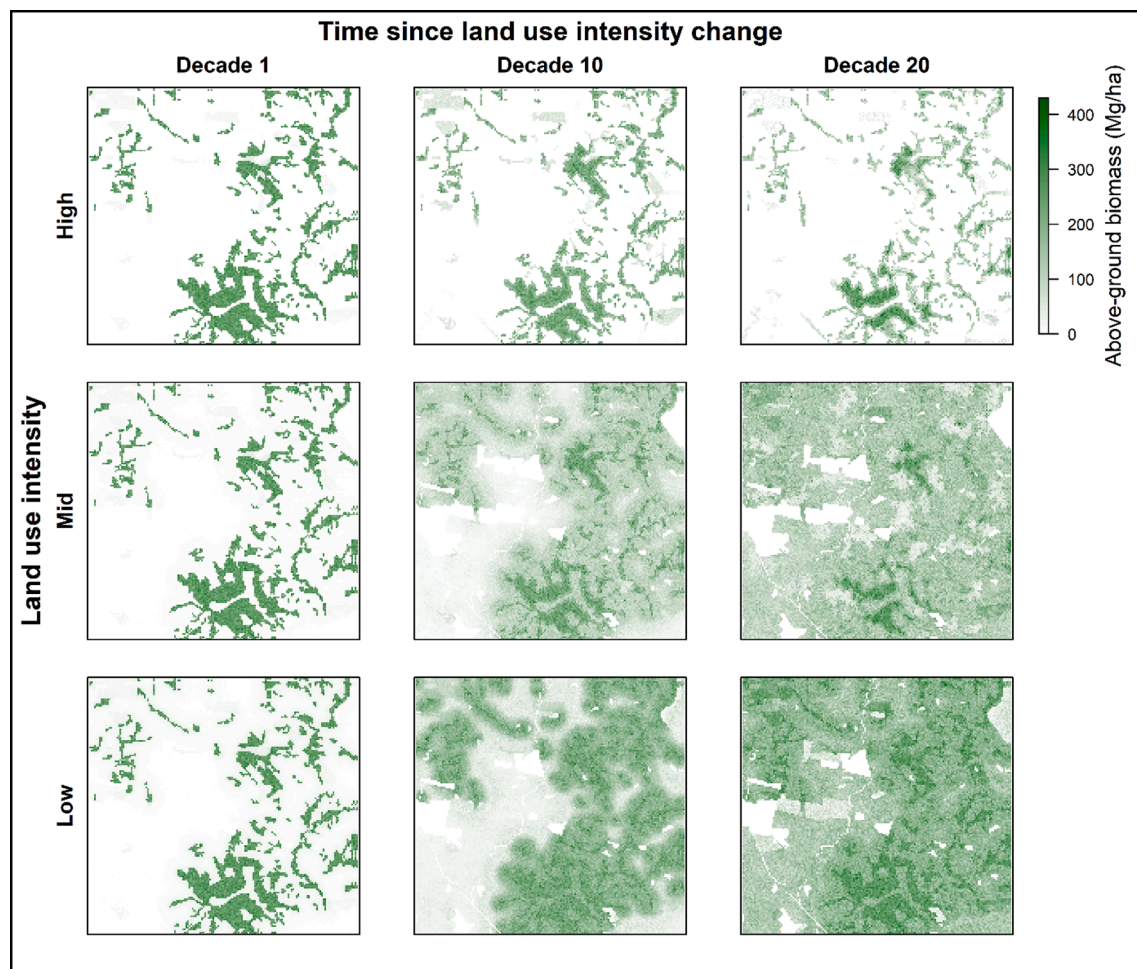 Time since land use intensity change
Decade 1
Decade 10
Decade 20
Land use intensity
High
Mid
Low
400
300
200
100
0
Above-ground biomass (Mg/ha)